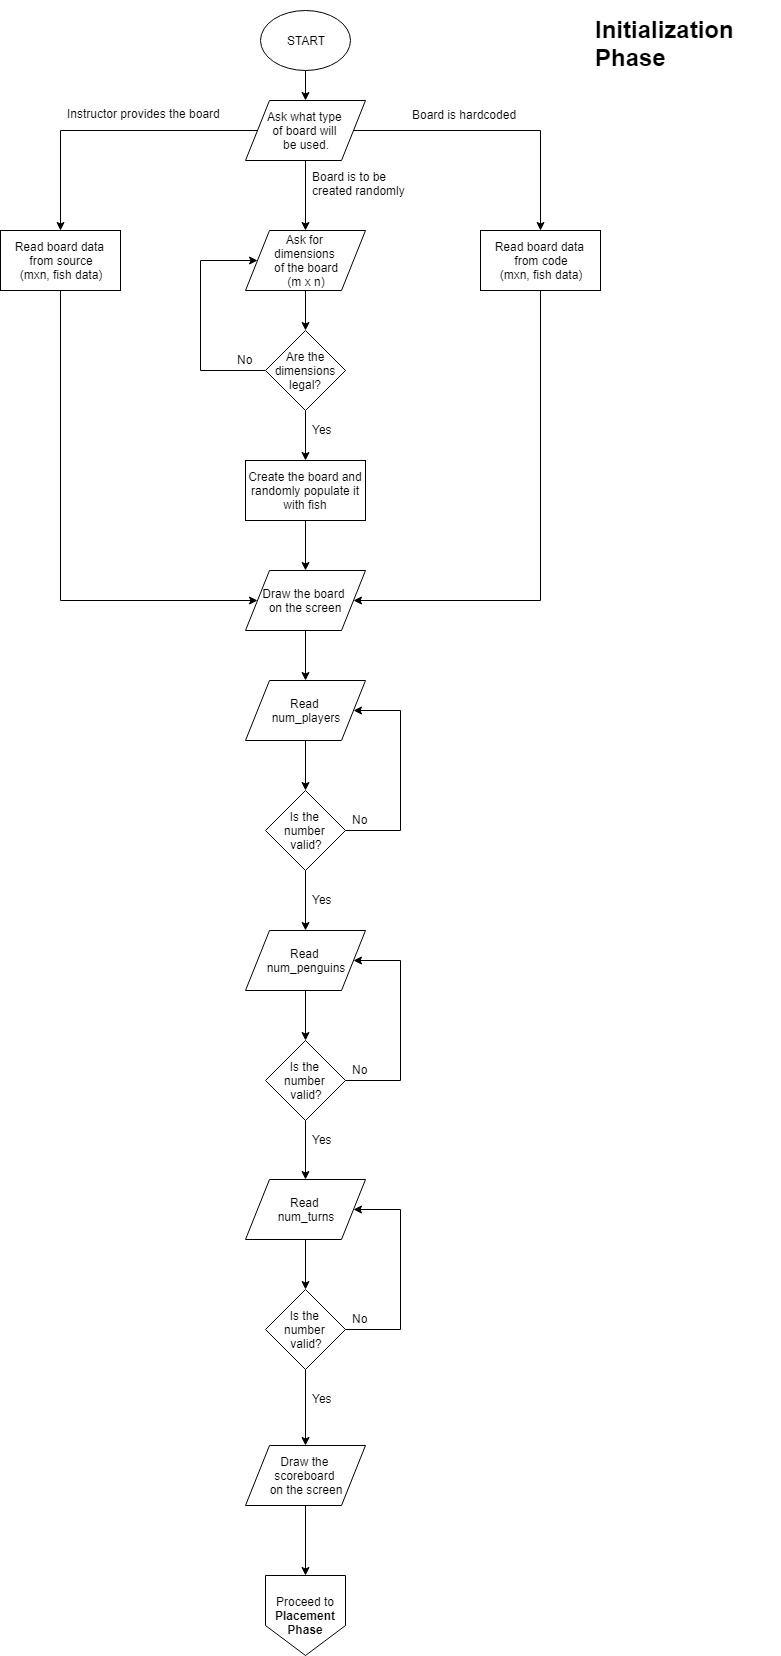 Initialization
Phase
START
Instructor provides the board
Ask what type
of board will
be used.
Board is hardcoded
Board is to be
created randomly
Read board data
from source
(mxn, fish data)
Ask for
dimensions
of the board
(m x n)
Read board data
from code
(mxn, fish data)
No
Are the
dimensions
legal?
Yes
Create the board and
randomly populate it
with fish
Draw the board
on the screen
Read
num_players
Is the
number
valid?
No
Yes
Read
num_penguins
Is the
number
valid?
No
Yes
Read
num_turns
Is the
number
valid?
No
Yes
Draw the
scoreboard
on the screen
Proceed to
Placement
Phase